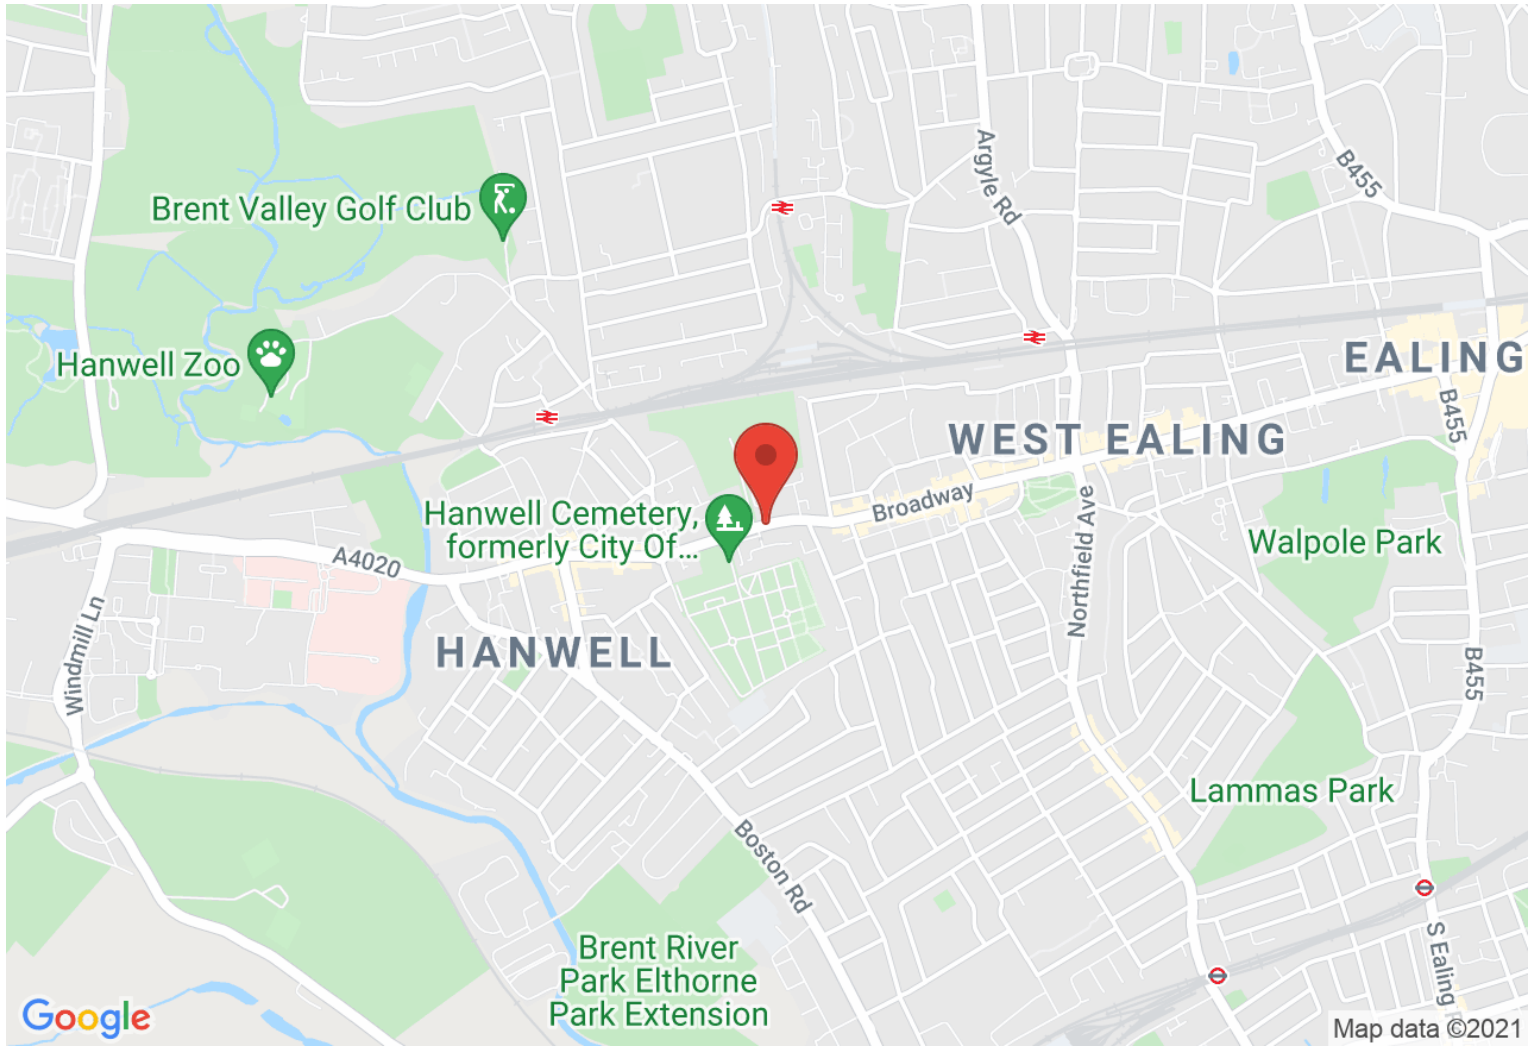 Argyle Rd
B455
Brent Valley Golf Club
Hanwell Zoo
EALING
B455
WEST EALING
Broadway
Hanwell Cemetery,
formerly City Of...
Northfield Ave
Walpole Park
A4020
Windmill Ln
HANWELL
B455
Lammas Park
Boston Rd
Brent River
Park Elthorne
Park Extension
S Ealing
Google
Map data ©2021